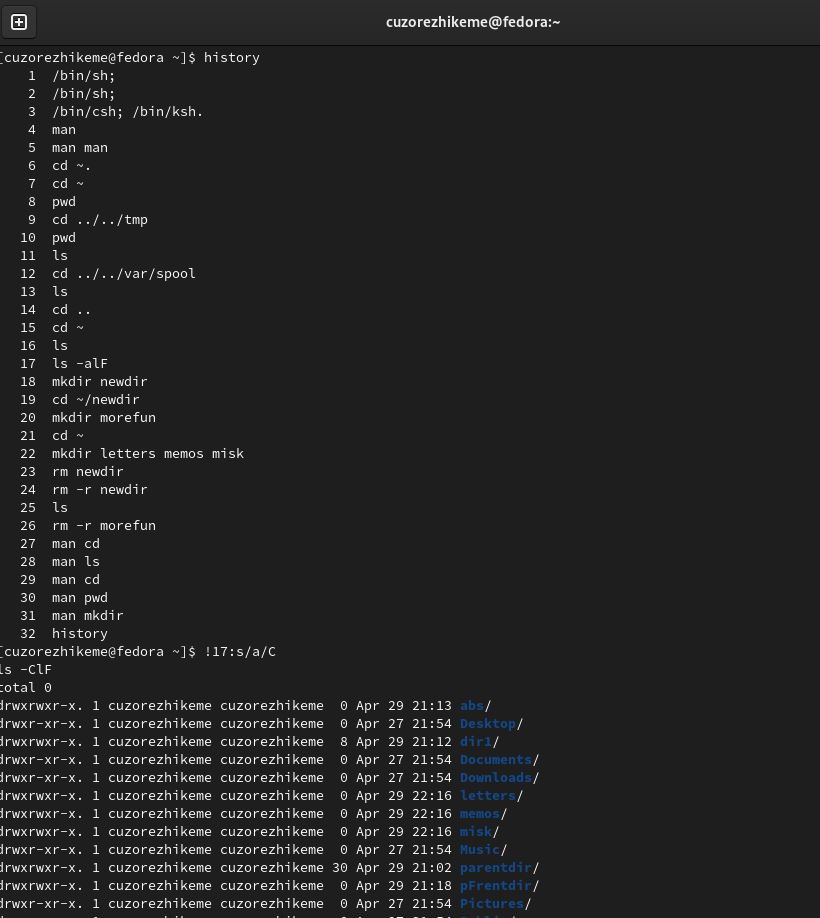 cuzorezhikeme@fedora:~
[cuzorezhikeme@fedora ~]$ history
1 /bin/sh;
2 /bin/sh;
3 /bin/csh; /bin/ksh.
4 man
5 man man
6 cd ~.
7 cd ~
8 pwd
9 cd ../../tmp
10 pwd
11 ls
12 cd ../../var/spool
13 ls
14 cd ..
15 cd ~
16 ls
17 ls -alF
18 mkdir newdir
19 cd ~/newdir
20 mkdir morefun
21 cd ~
22 mkdir letters memos misk
23 rm newdir
24 rm -r newdir
25 ls
26 rm -r morefun
27 man cd
28 man ls
29 man cd
30 man pwd
31 man mkdir
32 history
[cuzorezhikeme@fedora ~]$ !17:s/a/C
ls -ClF
total 0
drwxrwxr-x. 1 cuzorezhikeme cuzorezhikeme 0 Apr 29 21:13 abs/
drwxrwxr-x. 1 cuzorezhikeme cuzorezhikeme 0 Apr 27 21:54 Desktop/
drwxrwxr-x. 1 cuzorezhikeme cuzorezhikeme 8 Apr 29 21:12 dir1/
drwxrwxr-x. 1 cuzorezhikeme cuzorezhikeme 0 Apr 27 21:54 Documents/
drwxrwxr-x. 1 cuzorezhikeme cuzorezhikeme 0 Apr 27 21:54 Downloads/
drwxrwxr-x. 1 cuzorezhikeme cuzorezhikeme 0 Apr 29 22:16 letters/
drwxrwxr-x. 1 cuzorezhikeme cuzorezhikeme 0 Apr 29 22:16 memos/
drwxrwxr-x. 1 cuzorezhikeme cuzorezhikeme 0 Apr 29 22:16 misk/
drwxrwxr-x. 1 cuzorezhikeme cuzorezhikeme 0 Apr 27 21:54 Music/
drwxrwxr-x. 1 cuzorezhikeme cuzorezhikeme 30 Apr 29 21:02 parentdir/
drwxrwxr-x. 1 cuzorezhikeme cuzorezhikeme 0 Apr 29 21:18 pFrentdir/
drwxrwxr-x. 1 cuzorezhikeme cuzorezhikeme 0 Apr 27 21:54 Pictures/